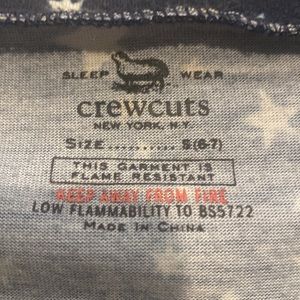 SLEEP WEAR
crewcuts
NEW YORK, N.Y.
SIZE.......... S(6-7)
THIS GARMENT IS
FLAME RESISTANT
KEEP AWAY FROM FIRE
LOW FLAMMABILITY TO BS5722
MADE IN CHINA